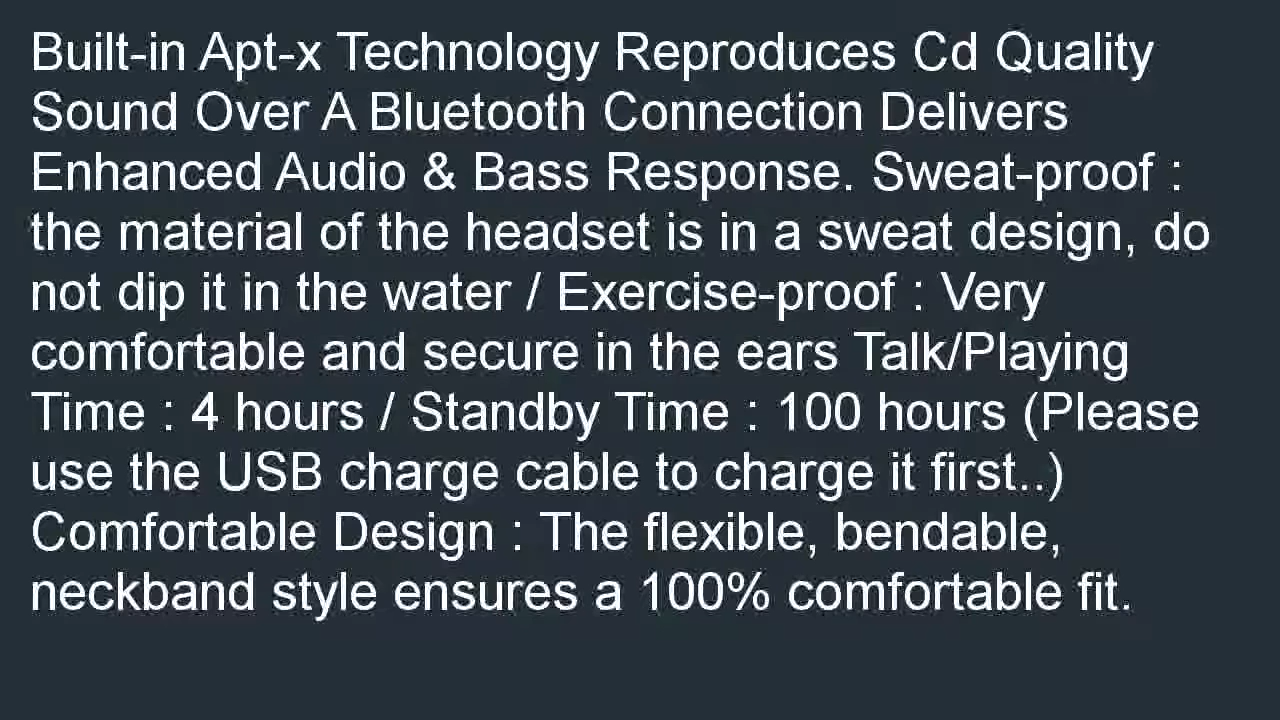 Built-in Apt-x Technology Reproduces Cd Quality
Sound Over A Bluetooth Connection Delivers
Enhanced Audio & Bass Response. Sweat-proof :
the material of the headset is in a sweat design, do
not dip it in the water / Exercise-proof : Very
comfortable and secure in the ears Talk/Playing
Time : 4 hours / Standby Time : 100 hours (Please
use the USB charge cable to charge it first..)
Comfortable Design : The flexible, bendable,
neckband style ensures a 100% comfortable fit.